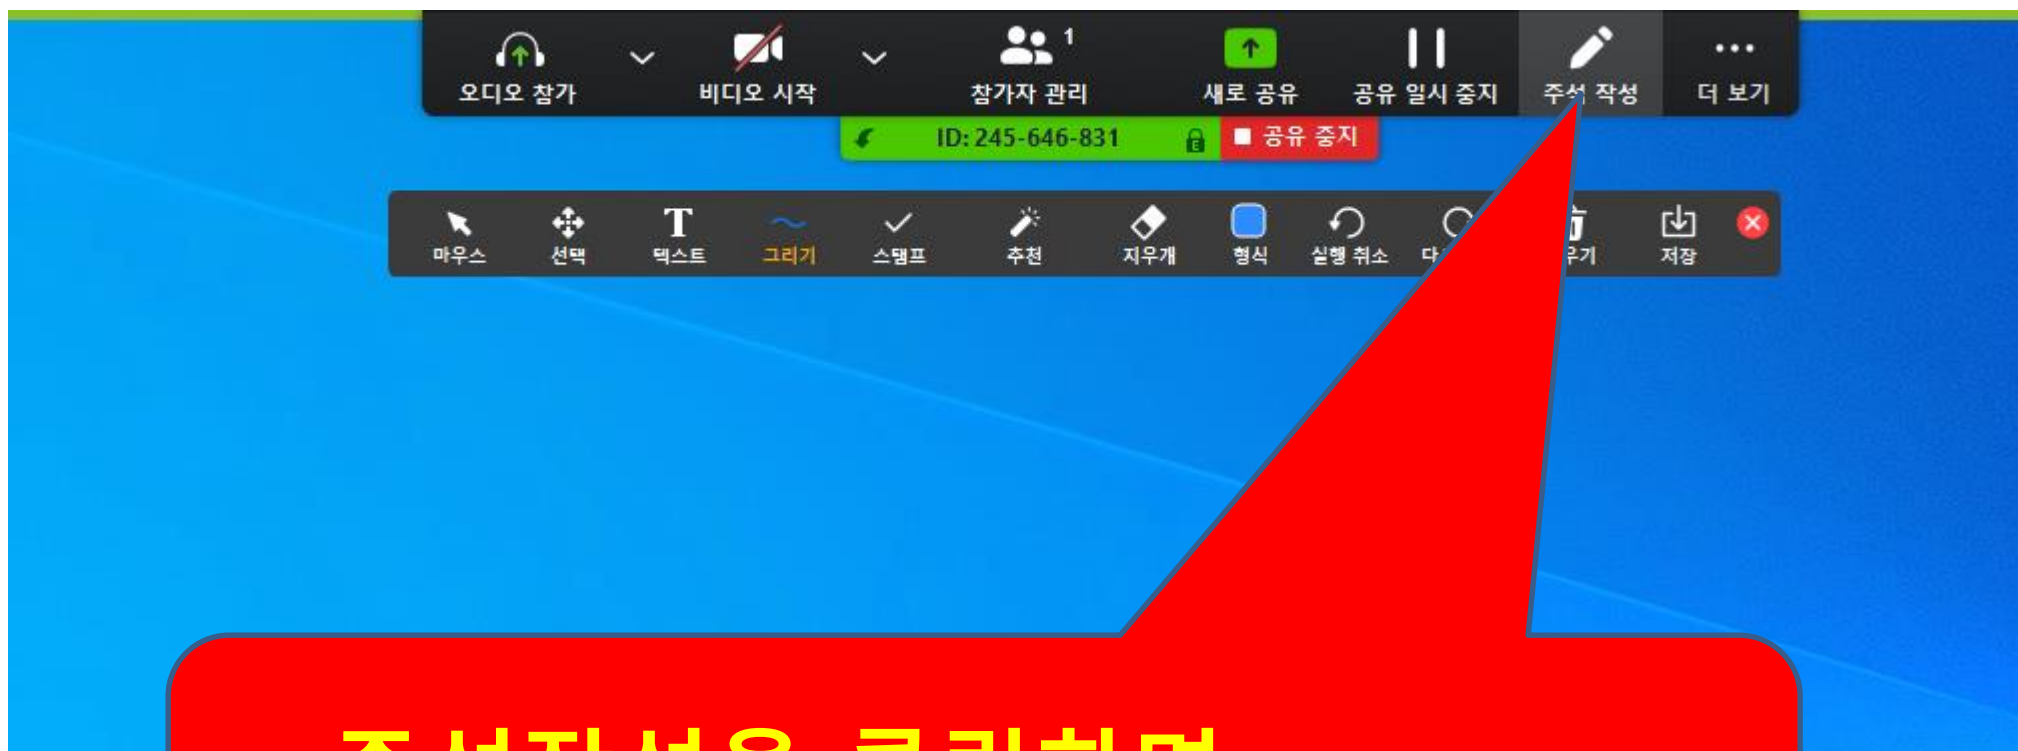 오디오 참가 비디오 시작 참가자 관리 1 새로 공유 공유 일시 중지 주석 작성 더 보기
ID: 245-646-831 공유 중지
마우스 선택 텍스트 그리기 스탬프 추천 지우개 형식 실행 취소 저장